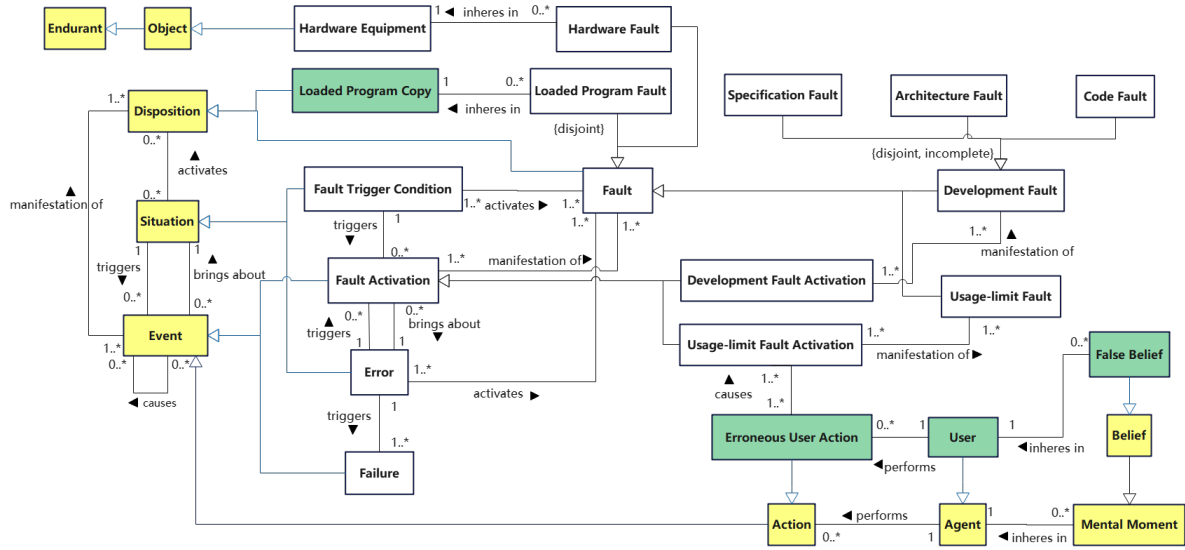 Endurant
Object
Hardware Equipment
1
◄ inheres in
0..*
Hardware Fault
Disposition
1..*
0..*
Loaded Program Copy
1
◄ inheres in
0..*
Loaded Program Fault
{disjoint}
Specification Fault
Architecture Fault
Code Fault
{disjoint, incomplete}
▲
activates
▲
manifestation of
0..*
Situation
1
1
triggers
▼
▲
brings about
0..*
0..*
Event
1..*
0..*
0..*
◄ causes
Fault Trigger Condition
1..*
activates ►
1..*
Fault
1..*
1..*
Development Fault
1..*
▲
manifestation of
1
triggers
▼
0..*
1..*
manifestation of►
Fault Activation
Development Fault Activation
1..*
Usage-limit Fault
1..*
0..*
0..*
▲
triggers
brings about
▼
1
1
Error
1..*
activates ►
1
triggers
▼
1..*
Failure
Usage-limit Fault Activation
1..*
manifestation of ►
1..*
▲
causes
1..*
Erroneous User Action
0..*
1
◄ performs
User
1
◄ inheres in
0..*
False Belief
Belief
Action
◄ performs
0..*
1
Agent
1
◄ inheres in
0..*
Mental Moment